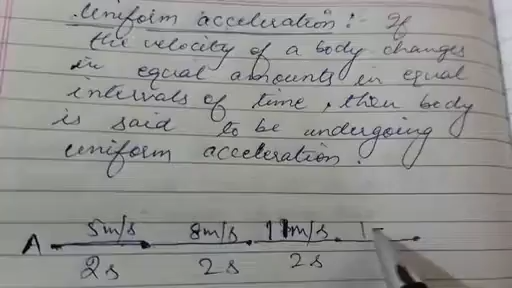 Uniform acceleration :- If
the velocity of a body changes
in equal amounts in equal
intervals of time, then body
is said to be undergoing
uniform acceleration.
5m/s 8m/s 11m/s 1
A
2s 2s 2s